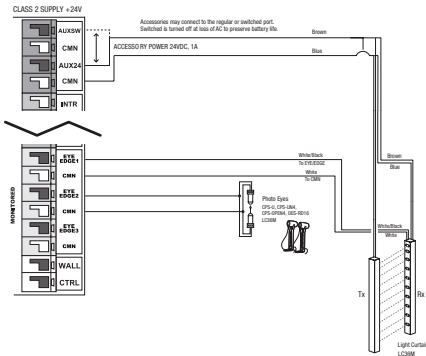 CLASS 2 SUPPLY +24V
Accessories may connect to the regular or switched port.
Switched is turned off at loss of AC to preserve battery life.
AUXSW
CMN
AUX24
CMN
INTR
ACCESSO RY POWER 24VDC, 1A
Brown
Blue
MONITORED
EYE
EDGE1
CMN
EYE
EDGE2
CMN
EYE
EDGE3
CMN
WALL
CTRL
White/Black
To EYE/EDGE
White
To CMN
Photo Eyes
CPS-U, CPS-UN4,
CPS-OPEN4, OES-RD16
LC36M
Brown
Blue
White/Black
White
Tx
Rx
Light Curtai
LC36M